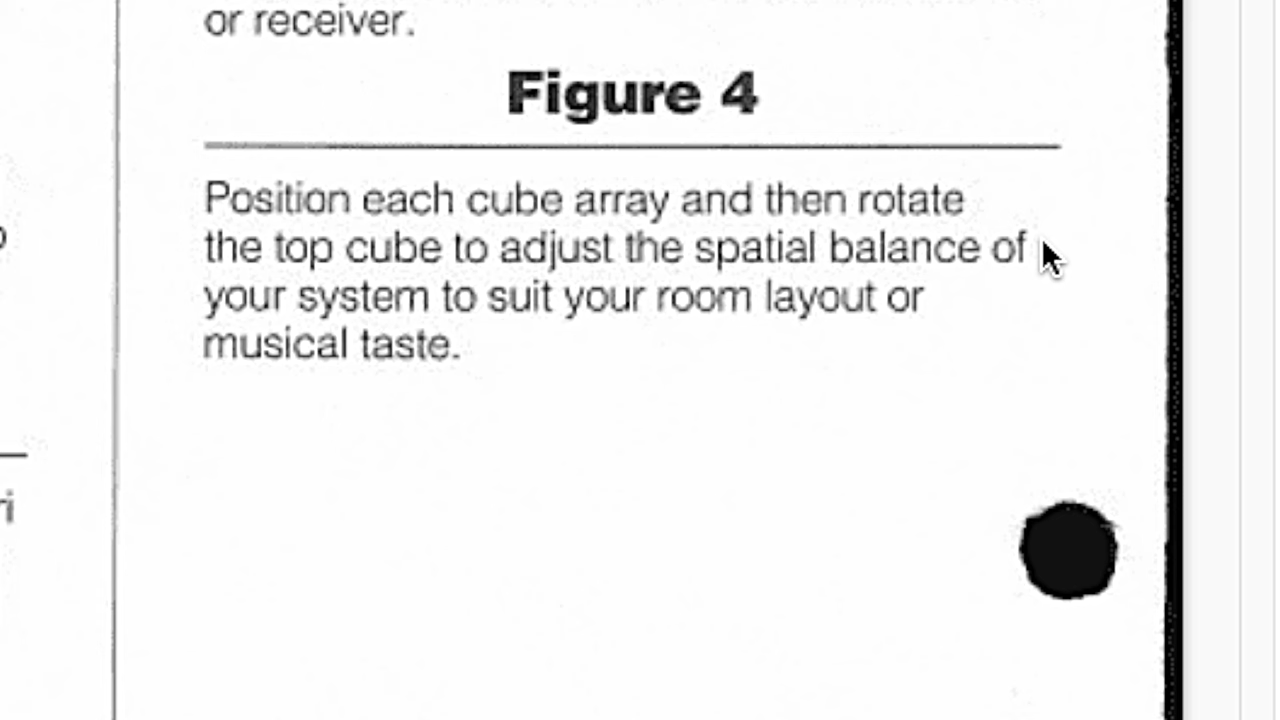 or receiver.
Figure 4
Position each cube array and then rotate
the top cube to adjust the spatial balance of
your system to suit your room layout or
musical taste.
ri